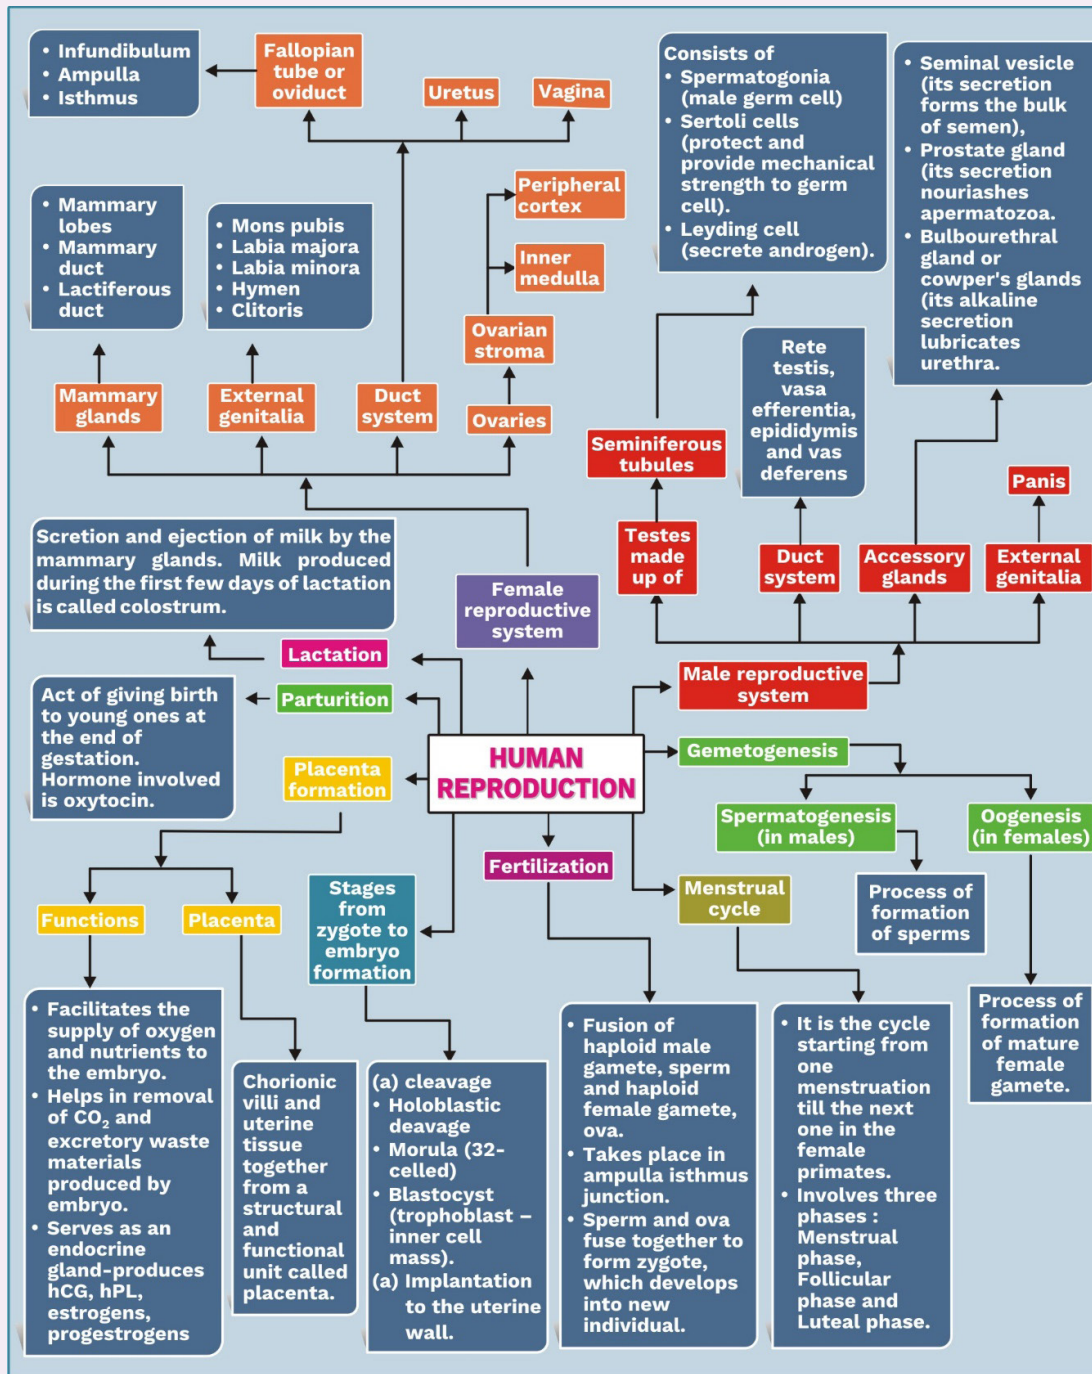 • Infundibulum
• Ampulla
• Isthmus
Fallopian
tube or
oviduct
Uretus
Vagina
Consists of
• Spermatogonia
(male germ cell)
• Sertoli cells
(protect and
provide mechanical
strength to germ
cell).
• Leyding cell
(secrete androgen).
• Seminal vesicle
(its secretion
forms the bulk
of semen),
• Prostate gland
(its secretion
nouriashes
apermatozoa.
• Bulbourethral
gland or
cowper's glands
(its alkaline
secretion
lubricates
urethra.
• Mammary
lobes
• Mammary
duct
• Lactiferous
duct
• Mons pubis
• Labia majora
• Labia minora
• Hymen
• Clitoris
Peripheral
cortex
Inner
medulla
Ovarian
stroma
Mammary
glands
External
genitalia
Duct
system
Ovaries
Rete
testis,
vasa
efferentia,
epididymis
and vas
deferens
Seminiferous
tubules
Panis
Testes
made
up of
Duct
system
Accessory
glands
External
genitalia
Scretion and ejection of milk by the
mammary glands. Milk produced
during the first few days of lactation
is called colostrum.
Female
reproductive
system
Lactation
Male reproductive
system
Act of giving birth
to young ones at
the end of
gestation.
Hormone involved
is oxytocin.
Parturition
Placenta
formation
HUMAN
REPRODUCTION
Gemetogenesis
Spermatogenesis
(in males)
Oogenesis
(in females)
Fertilization
Menstrual
cycle
Process of
formation
of sperms
Stages
from
zygote to
embryo
formation
Functions
Placenta
• Facilitates the
supply of oxygen
and nutrients to
the embryo.
• Helps in removal
of CO₂ and
excretory waste
materials
produced by
embryo.
• Serves as an
endocrine
gland-produces
hCG, hPL,
estrogens,
progestrogens
Chorionic
villi and
uterine
tissue
together
from a
structural
and
functional
unit called
placenta.
(a) cleavage
• Holoblastic
deavage
• Morula (32-
celled)
• Blastocyst
(trophoblast –
inner cell
mass).
(a) Implantation
to the uterine
wall.
• Fusion of
haploid male
gamete, sperm
and haploid
female gamete,
ova.
• Takes place in
ampulla isthmus
junction.
• Sperm and ova
fuse together to
form zygote,
which develops
into new
individual.
• It is the cycle
starting from
one
menstruation
till the next
one in the
female
primates.
• Involves three
phases :
Menstrual
phase,
Follicular
phase and
Luteal phase.
Process of
formation
of mature
female
gamete.